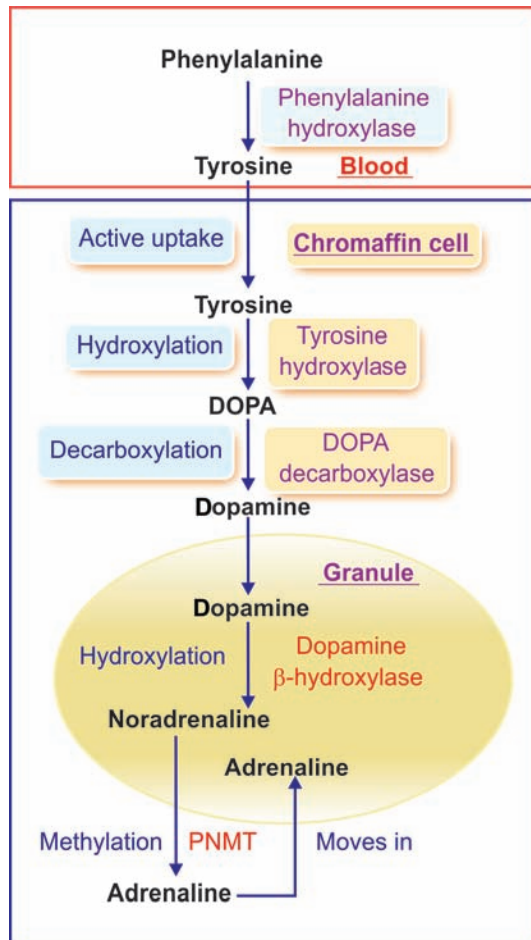 Phenylalanine
Phenylalanine
hydroxylase
Tyrosine
Blood
Active uptake
Chromaffin cell
Tyrosine
Hydroxylation
Tyrosine
hydroxylase
DOPA
Decarboxylation
DOPA
decarboxylase
Dopamine
Granule
Dopamine
Hydroxylation
Dopamine
β-hydroxylase
Noradrenaline
Adrenaline
Methylation
PNMT
Moves in
Adrenaline